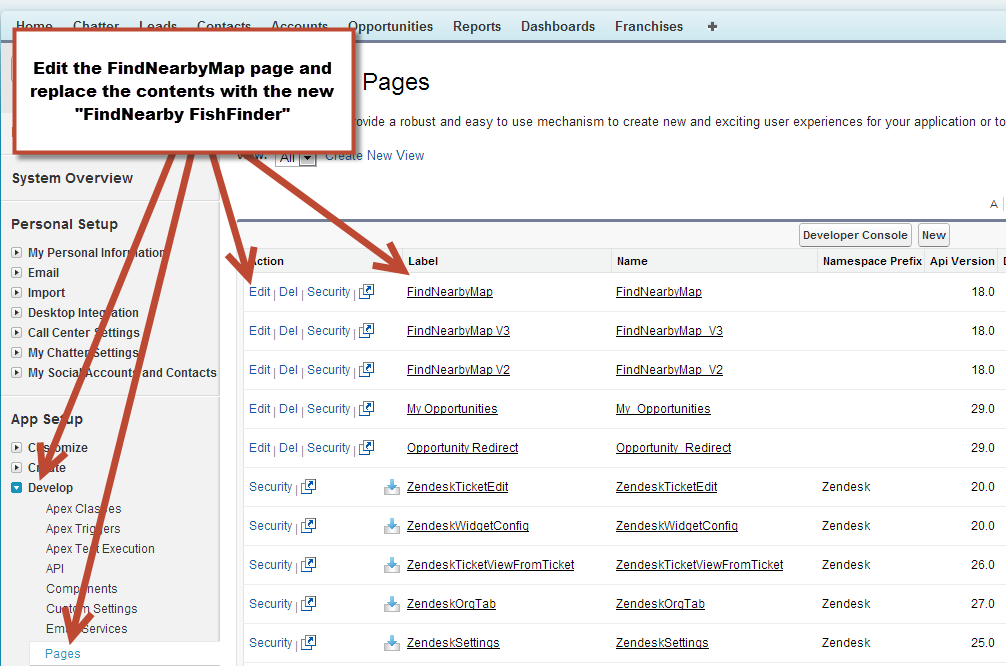 Home Chatter Leads Contacts Accounts Opportunities Reports Dashboards Franchises
Edit the FindNearbyMap page and
replace the contents with the new
"FindNearby FishFinder"
Pages
ovide a robust and easy to use mechanism to create new and exciting user experiences for your application or to
View: All Create New View
System Overview
Personal Setup
My Personal Information
Email
Import
Desktop Integration
Call Center Settings
My Chatter Settings
My Social Accounts and Contacts
App Setup
Customize
Create
Develop
Apex Classes
Apex Triggers
Apex Test Execution
API
Components
Custom Settings
Email Services
Pages
A
Developer Console New
Action Label Name Namespace Prefix Api Version
Edit | Del | Security | FindNearbyMap FindNearbyMap 18.0
Edit | Del | Security | FindNearbyMap V3 FindNearbyMap_V3 18.0
Edit | Del | Security | FindNearbyMap V2 FindNearbyMap_V2 18.0
Edit | Del | Security | My Opportunities My_Opportunities 29.0
Edit | Del | Security | Opportunity Redirect Opportunity_Redirect 29.0
Security | ZendeskTicketEdit ZendeskTicketEdit Zendesk 20.0
Security | ZendeskWidgetConfig ZendeskWidgetConfig Zendesk 20.0
Security | ZendeskTicketViewFromTicket ZendeskTicketViewFromTicket Zendesk 26.0
Security | ZendeskOrgTab ZendeskOrgTab Zendesk 27.0
Security | ZendeskSettings ZendeskSettings Zendesk 25.0